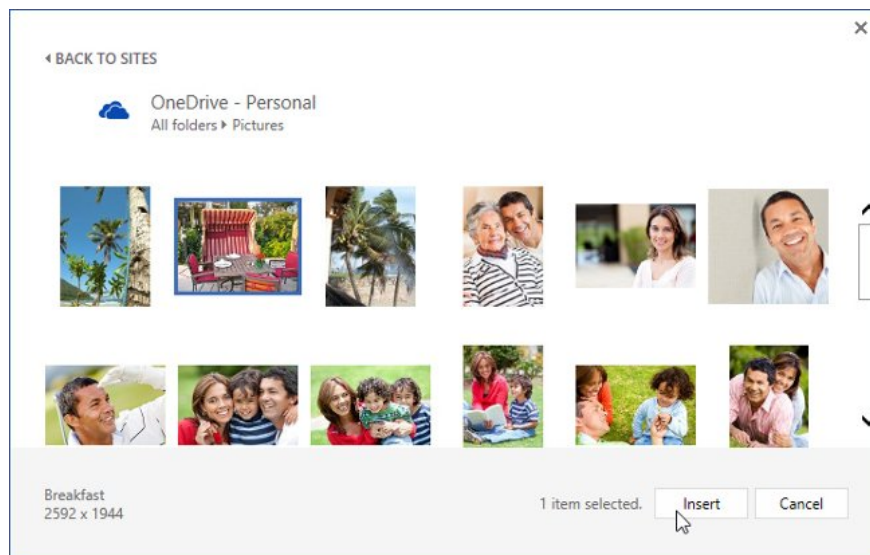 BACK TO SITES
OneDrive - Personal
All folders Pictures
Breakfast
2592 x 1944
1 item selected.
Insert
Cancel